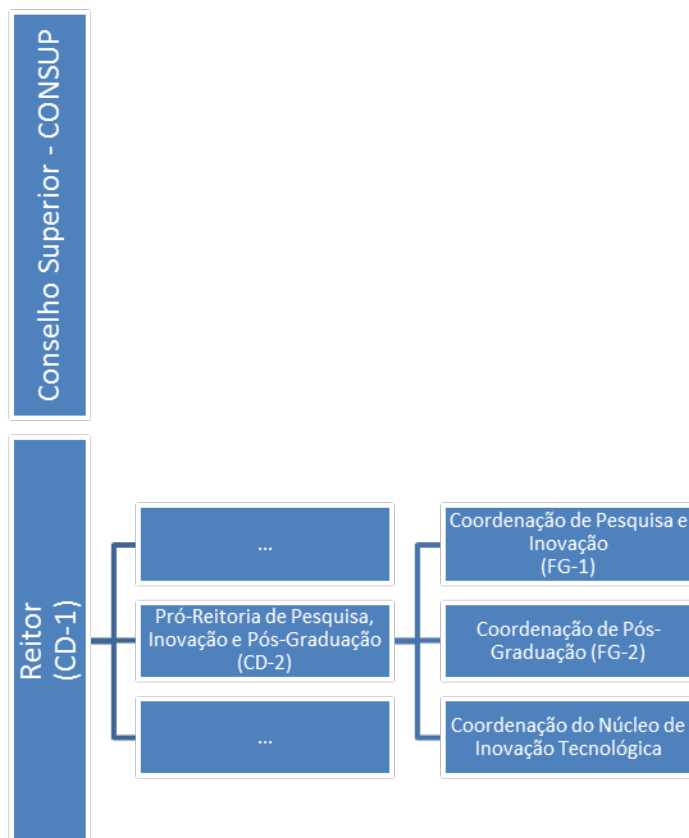 Conselho Superior - CONSUP
Reitor
(CD-1)
...
Pró-Reitoria de Pesquisa,
Inovação e Pós-Graduação
(CD-2)
...
Coordenação de Pesquisa e
Inovação
(FG-1)
Coordenação de Pós-
Graduação (FG-2)
Coordenação do Núcleo de
Inovação Tecnológica